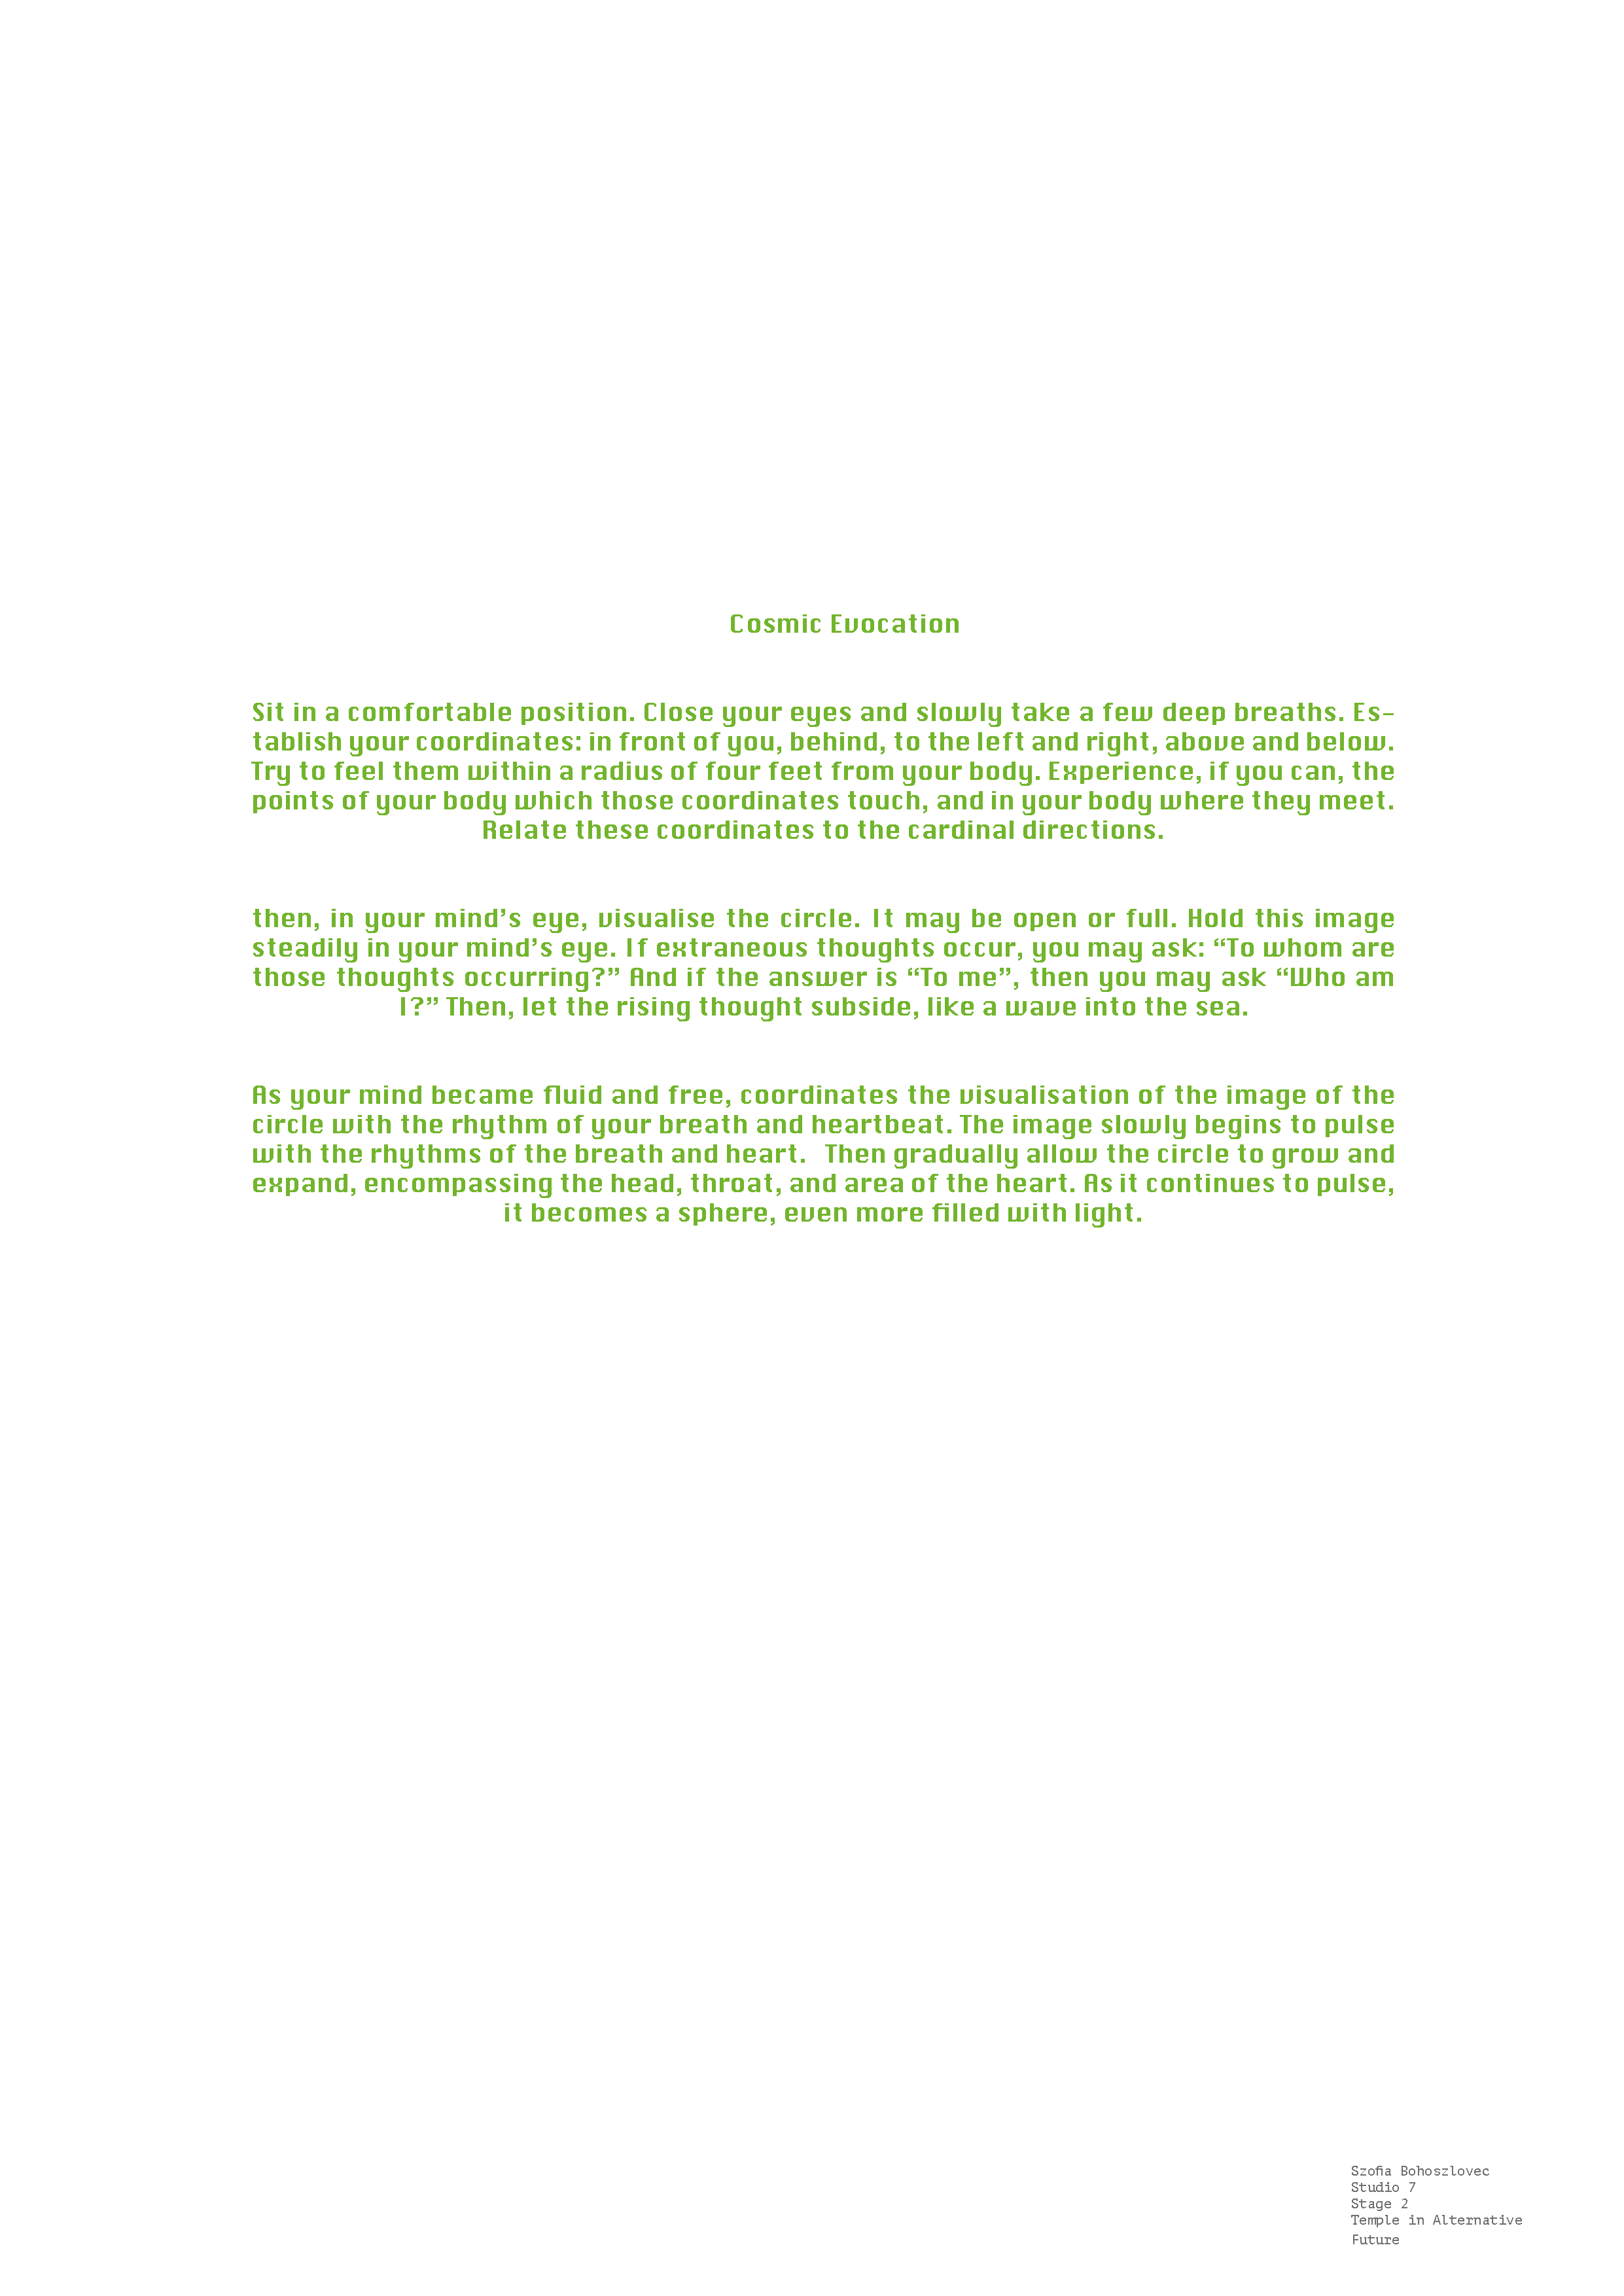 Cosmic Evocation
Sit in a comfortable position. Close your eyes and slowly take a few deep breaths. Es-
tablish your coordinates: in front of you, behind, to the left and right, above and below.
Try to feel them within a radius of four feet from your body. Experience, if you can, the
points of your body which those coordinates touch, and in your body where they meet.
Relate these coordinates to the cardinal directions.
then, in your mind’s eye, visualise the circle. It may be open or full. Hold this image
steadily in your mind’s eye. If extraneous thoughts occur, you may ask: “To whom are
those thoughts occurring?” And if the answer is “To me”, then you may ask “Who am
I?” Then, let the rising thought subside, like a wave into the sea.
As your mind became fluid and free, coordinates the visualisation of the image of the
circle with the rhythm of your breath and heartbeat. The image slowly begins to pulse
with the rhythms of the breath and heart.  Then gradually allow the circle to grow and
expand, encompassing the head, throat, and area of the heart. As it continues to pulse,
it becomes a sphere, even more filled with light.
Szofia Bohoszlovec
Studio 7
Stage 2
Temple in Alternative
Future